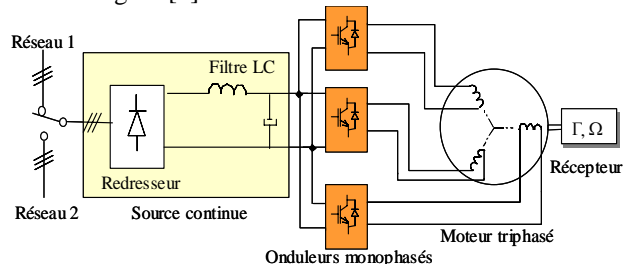 Réseau 1
Filtre LC
Redresseur
Réseau 2
Source continue
Onduleurs monophasés
Moteur triphasé
Γ, Ω
Récepteur